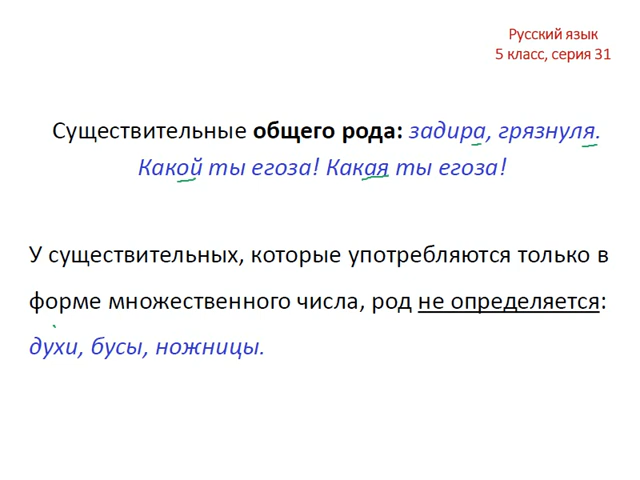 Русский язык
5 класс, серия 31
Существительные общего рода: задира, грязнуля.
Какой ты егоза! Какая ты егоза!
У существительных, которые употребляются только в
форме множественного числа, род не определяется:
духи, бусы, ножницы.